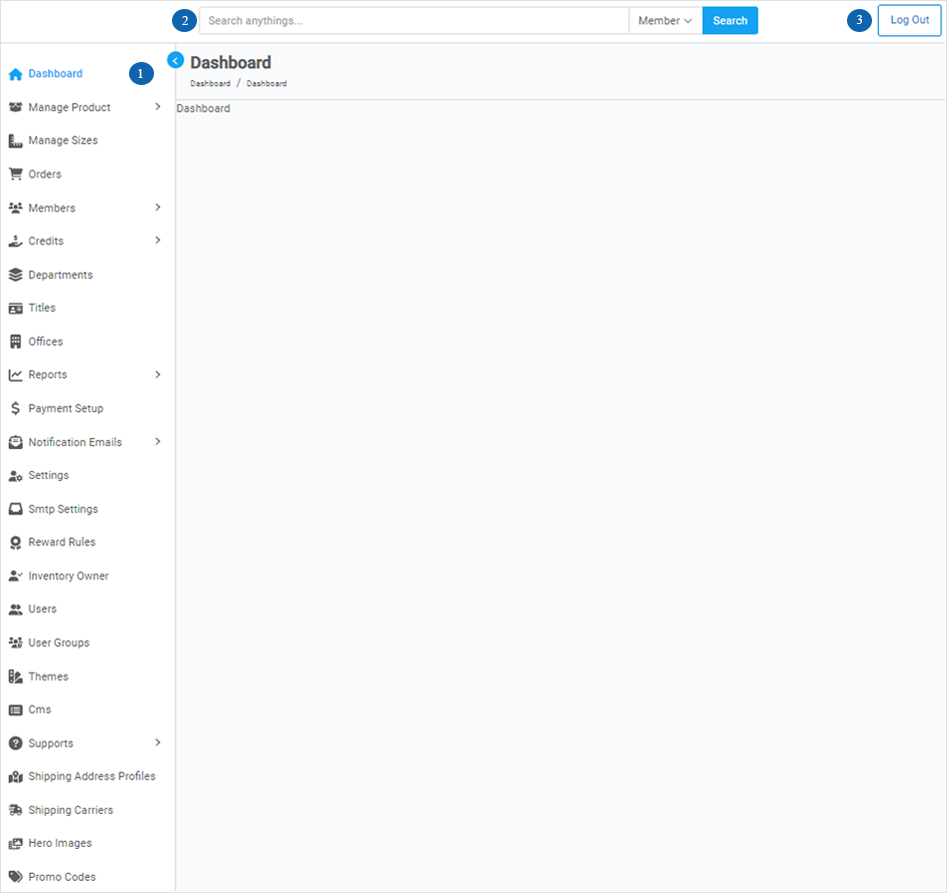 2 Search anythings... Member Search 3 Log Out
Dashboard 1
Manage Product
Manage Sizes
Orders
Members
Credits
Departments
Titles
Offices
Reports
Payment Setup
Notification Emails
Settings
Smtp Settings
Reward Rules
Inventory Owner
Users
User Groups
Themes
Cms
Supports
Shipping Address Profiles
Shipping Carriers
Hero Images
Promo Codes
Dashboard
Dashboard / Dashboard
Dashboard